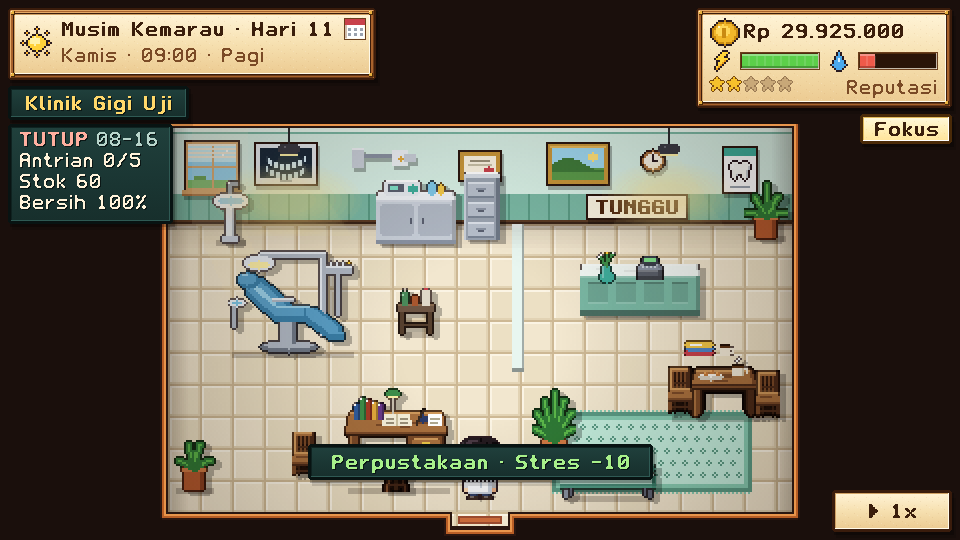 Musim Kemarau · Hari 11
Kamis · 09:00 · Pagi
Rp 29.925.000
Reputasi
Klinik Gigi Uji
Fokus
TUTUP 08-16
Antrian 0/5
Stok 60
Bersih 100%
TUNGGU
Perpustakaan · Stres -10
1x